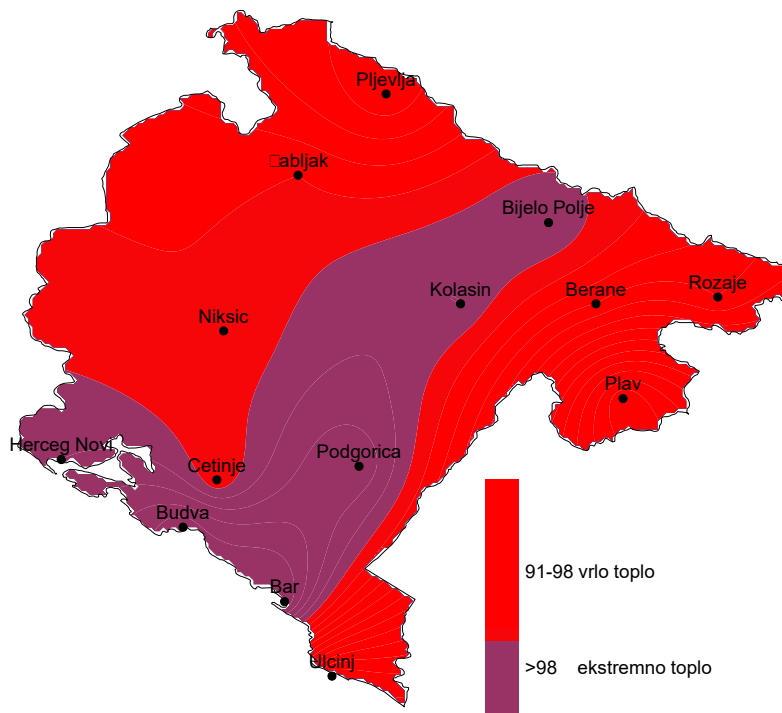 Pljevlja
□abljak
Bijelo Polje
Kolasin
Berane
Rozaje
Niksic
Plav
Herceg Novi
Cetinje
Podgorica
Budva
91-98 vrlo toplo
Bar
Ulcinj
>98 ekstremno toplo